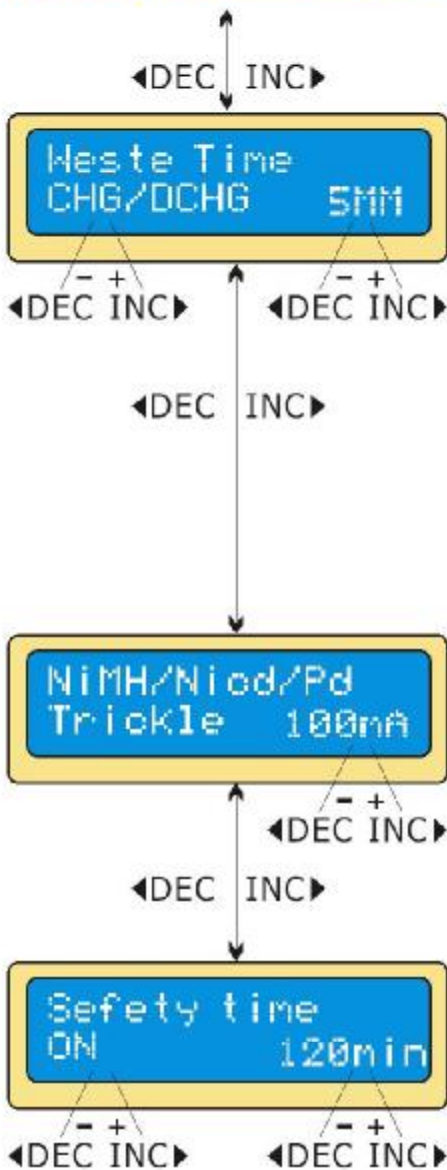 ◀DEC INC▶
Weste Time
CHG/DCHG 5MM
- + - +
◀DEC INC▶ ◀DEC INC▶
◀DEC INC▶
NiMH/Nicd/Pd
Trickle 100mA
- +
◀DEC INC▶
◀DEC INC▶
Sefety time
ON 120min
- + - +
◀DEC INC▶ ◀DEC INC▶